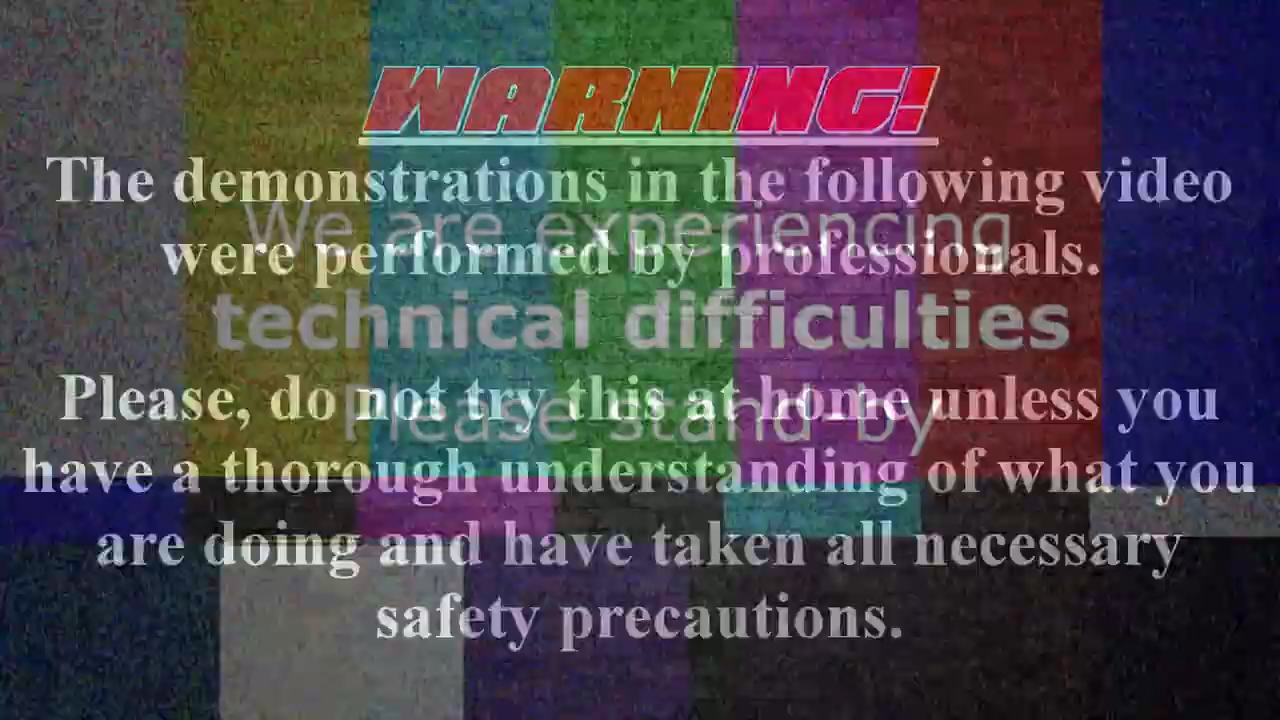 WARNING!
The demonstrations in the following video
were performed by professionals.
We are experiencing
technical difficulties
Please stand by
Please, do not try this at home unless you
have a thorough understanding of what you
are doing and have taken all necessary
safety precautions.